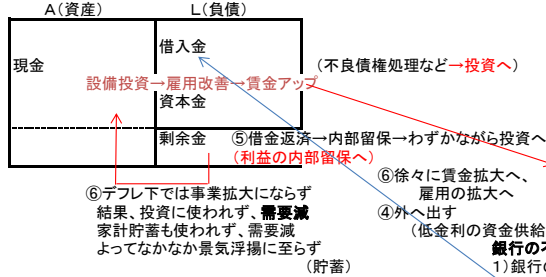 A(資産) L(負債)
借入金
現金
(不良債権処理など→投資へ)
設備投資→雇用改善→賃金アップ
資本金
剰余金 ⑤借金返済→内部留保→わずかながら投資へ
(利益の内部留保へ)
⑥徐々に賃金拡大へ、
雇用の拡大へ
⑥デフレ下では事業拡大にならず
結果、投資に使われず、需要減
④外へ出す
家計貯蓄も使われず、需要減
(低金利の資金供給
よってなかなか景気浮揚に至らず
銀行の不
(貯蓄)
1)銀行の